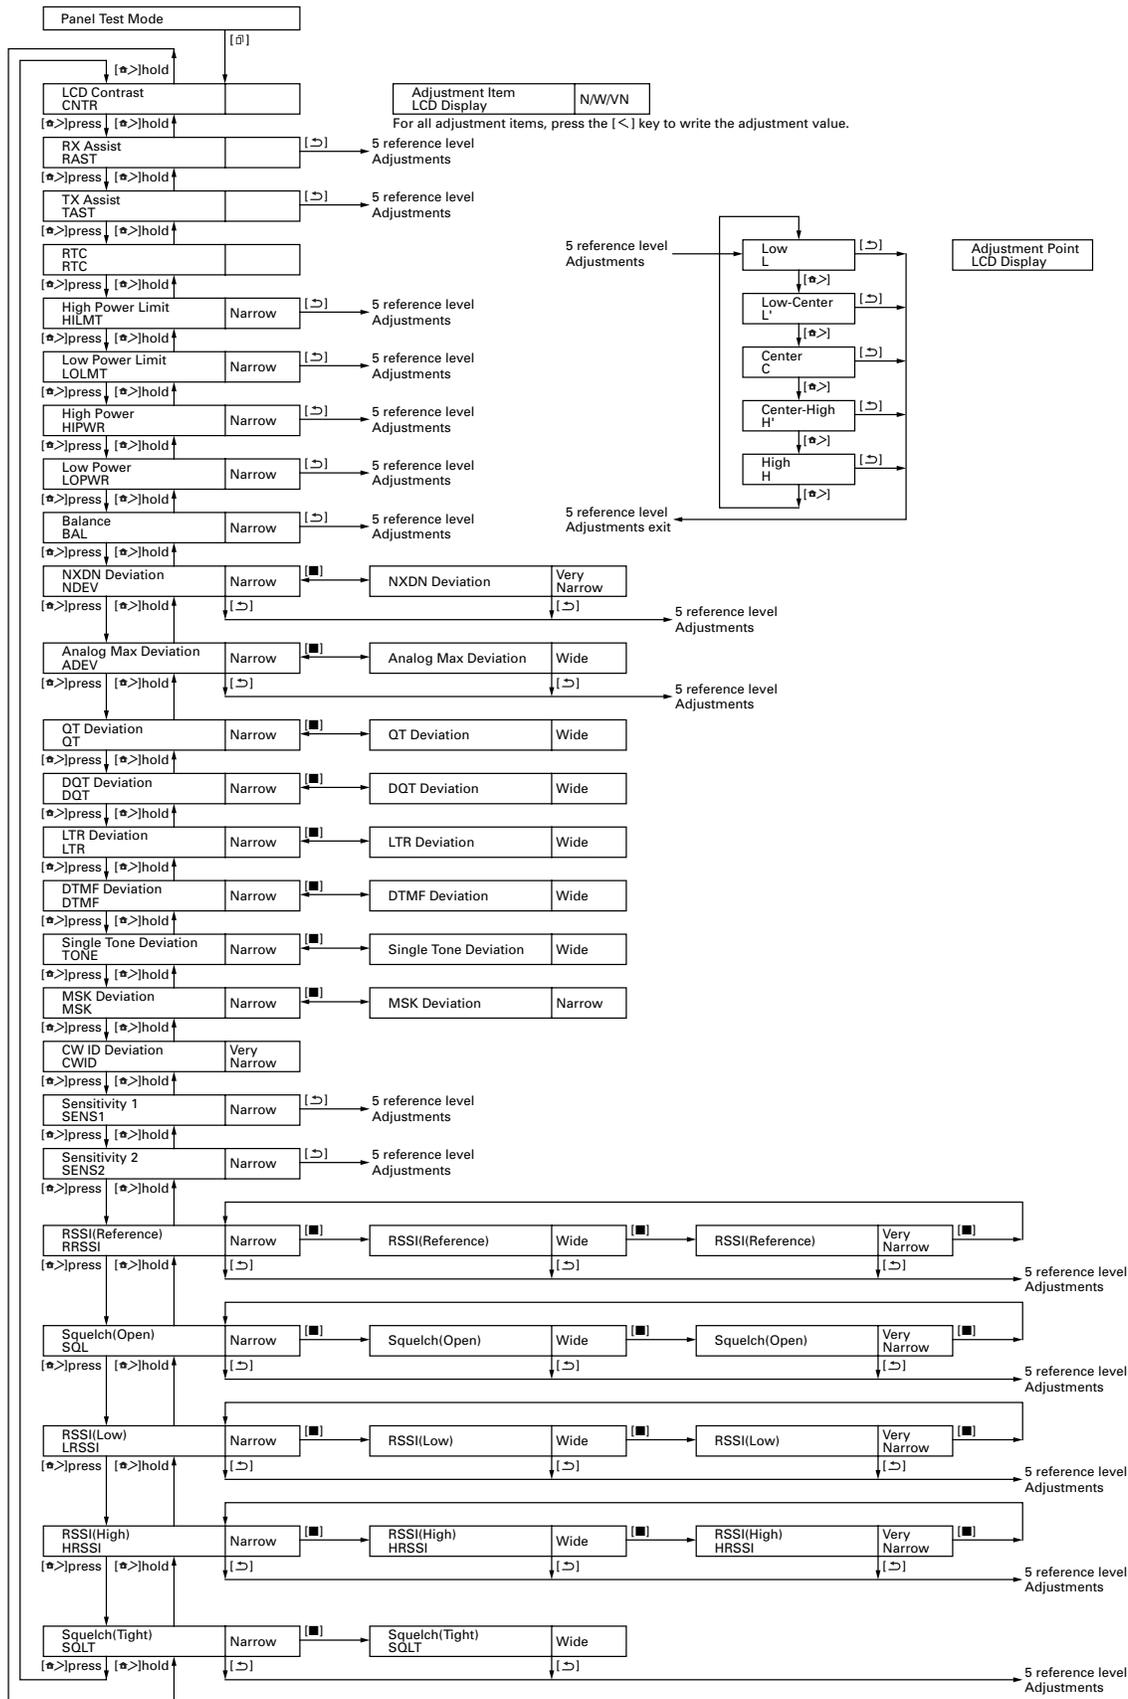 Panel Test Mode
[⎘]
[⌂>]hold
LCD Contrast
CNTR
Adjustment Item
LCD Display
N/W/VN
For all adjustment items, press the [<] key to write the adjustment value.
[⌂>]press [⌂>]hold
RX Assist
RAST
[⮌]
5 reference level
Adjustments
[⌂>]press [⌂>]hold
TX Assist
TAST
[⮌]
5 reference level
Adjustments
[⌂>]press [⌂>]hold
RTC
RTC
[⌂>]press [⌂>]hold
High Power Limit
HILMT
Narrow
[⮌]
5 reference level
Adjustments
[⌂>]press [⌂>]hold
Low Power Limit
LOLMT
Narrow
[⮌]
5 reference level
Adjustments
[⌂>]press [⌂>]hold
High Power
HIPWR
Narrow
[⮌]
5 reference level
Adjustments
[⌂>]press [⌂>]hold
Low Power
LOPWR
Narrow
[⮌]
5 reference level
Adjustments
[⌂>]press [⌂>]hold
Balance
BAL
Narrow
[⮌]
5 reference level
Adjustments
5 reference level
Adjustments
Low
L
[⮌]
Adjustment Point
LCD Display
[⌂>]
Low-Center
L'
[⮌]
[⌂>]
Center
C
[⮌]
[⌂>]
Center-High
H'
[⮌]
[⌂>]
High
H
[⮌]
[⌂>]
5 reference level
Adjustments exit
[⌂>]press [⌂>]hold
NXDN Deviation
NDEV
Narrow
[■]
NXDN Deviation
Very
Narrow
[⌂>]press [⌂>]hold
[⮌]
[⮌]
5 reference level
Adjustments
Analog Max Deviation
ADEV
Narrow
[■]
Analog Max Deviation
Wide
[⌂>]press [⌂>]hold
[⮌]
[⮌]
5 reference level
Adjustments
QT Deviation
QT
Narrow
[■]
QT Deviation
Wide
[⌂>]press [⌂>]hold
DQT Deviation
DQT
Narrow
[■]
DQT Deviation
Wide
[⌂>]press [⌂>]hold
LTR Deviation
LTR
Narrow
[■]
LTR Deviation
Wide
[⌂>]press [⌂>]hold
DTMF Deviation
DTMF
Narrow
[■]
DTMF Deviation
Wide
[⌂>]press [⌂>]hold
Single Tone Deviation
TONE
Narrow
[■]
Single Tone Deviation
Wide
[⌂>]press [⌂>]hold
MSK Deviation
MSK
Narrow
[■]
MSK Deviation
Narrow
[⌂>]press [⌂>]hold
CW ID Deviation
CWID
Very
Narrow
[⌂>]press [⌂>]hold
Sensitivity 1
SENS1
Narrow
[⮌]
5 reference level
Adjustments
[⌂>]press [⌂>]hold
Sensitivity 2
SENS2
Narrow
[⮌]
5 reference level
Adjustments
[⌂>]press [⌂>]hold
RSSI(Reference)
RRSSI
Narrow
[■]
RSSI(Reference)
Wide
[■]
RSSI(Reference)
Very
Narrow
[■]
[⌂>]press [⌂>]hold
[⮌]
[⮌]
[⮌]
5 reference level
Adjustments
Squelch(Open)
SQL
Narrow
[■]
Squelch(Open)
Wide
[■]
Squelch(Open)
Very
Narrow
[■]
[⌂>]press [⌂>]hold
[⮌]
[⮌]
[⮌]
5 reference level
Adjustments
RSSI(Low)
LRSSI
Narrow
[■]
RSSI(Low)
Wide
[■]
RSSI(Low)
Very
Narrow
[■]
[⌂>]press [⌂>]hold
[⮌]
[⮌]
[⮌]
5 reference level
Adjustments
RSSI(High)
HRSSI
Narrow
[■]
RSSI(High)
HRSSI
Wide
[■]
RSSI(High)
HRSSI
Very
Narrow
[■]
[⌂>]press [⌂>]hold
[⮌]
[⮌]
[⮌]
5 reference level
Adjustments
Squelch(Tight)
SQLT
Narrow
[■]
Squelch(Tight)
SQLT
Wide
[⌂>]press [⌂>]hold
[⮌]
[⮌]
5 reference level
Adjustments